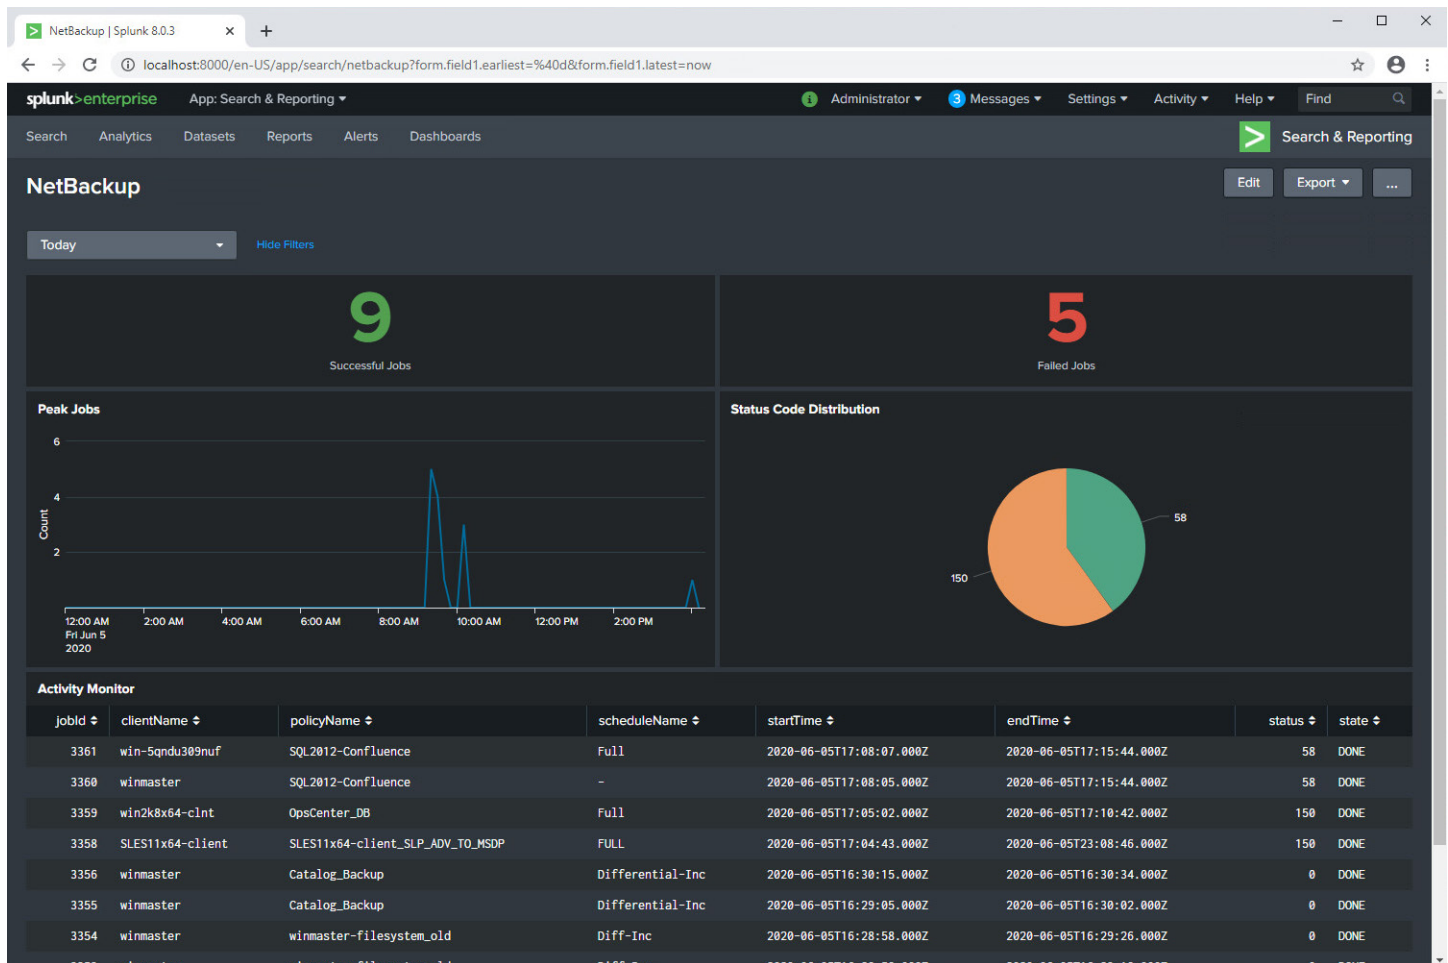 NetBackup | Splunk 8.0.3
localhost:8000/en-US/app/search/netbackup?form.field1.earliest=%40d&form.field1.latest=now
splunk>enterprise App: Search & Reporting i Administrator 3 Messages Settings Activity Help Find
Search Analytics Datasets Reports Alerts Dashboards Search & Reporting
NetBackup Edit Export ...
Today Hide Filters
9 5
Successful Jobs Failed Jobs
Peak Jobs Status Code Distribution
6
4
Count
2
58
150
12:00 AM 2:00 AM 4:00 AM 6:00 AM 8:00 AM 10:00 AM 12:00 PM 2:00 PM
Fri Jun 5
2020
Activity Monitor
jobId clientName policyName scheduleName startTime endTime status state
3361 win-5qndu309nuf SQL2012-Confluence Full 2020-06-05T17:08:07.000Z 2020-06-05T17:15:44.000Z 58 DONE
3360 winmaster SQL2012-Confluence - 2020-06-05T17:08:05.000Z 2020-06-05T17:15:44.000Z 58 DONE
3359 win2k8x64-clnt OpsCenter_DB Full 2020-06-05T17:05:02.000Z 2020-06-05T17:10:42.000Z 150 DONE
3358 SLES11x64-client SLES11x64-client_SLP_ADV_TO_MSDP FULL 2020-06-05T17:04:43.000Z 2020-06-05T23:08:46.000Z 150 DONE
3356 winmaster Catalog_Backup Differential-Inc 2020-06-05T16:30:15.000Z 2020-06-05T16:30:34.000Z 0 DONE
3355 winmaster Catalog_Backup Differential-Inc 2020-06-05T16:29:05.000Z 2020-06-05T16:30:02.000Z 0 DONE
3354 winmaster winmaster-filesystem_old Diff-Inc 2020-06-05T16:28:58.000Z 2020-06-05T16:29:26.000Z 0 DONE